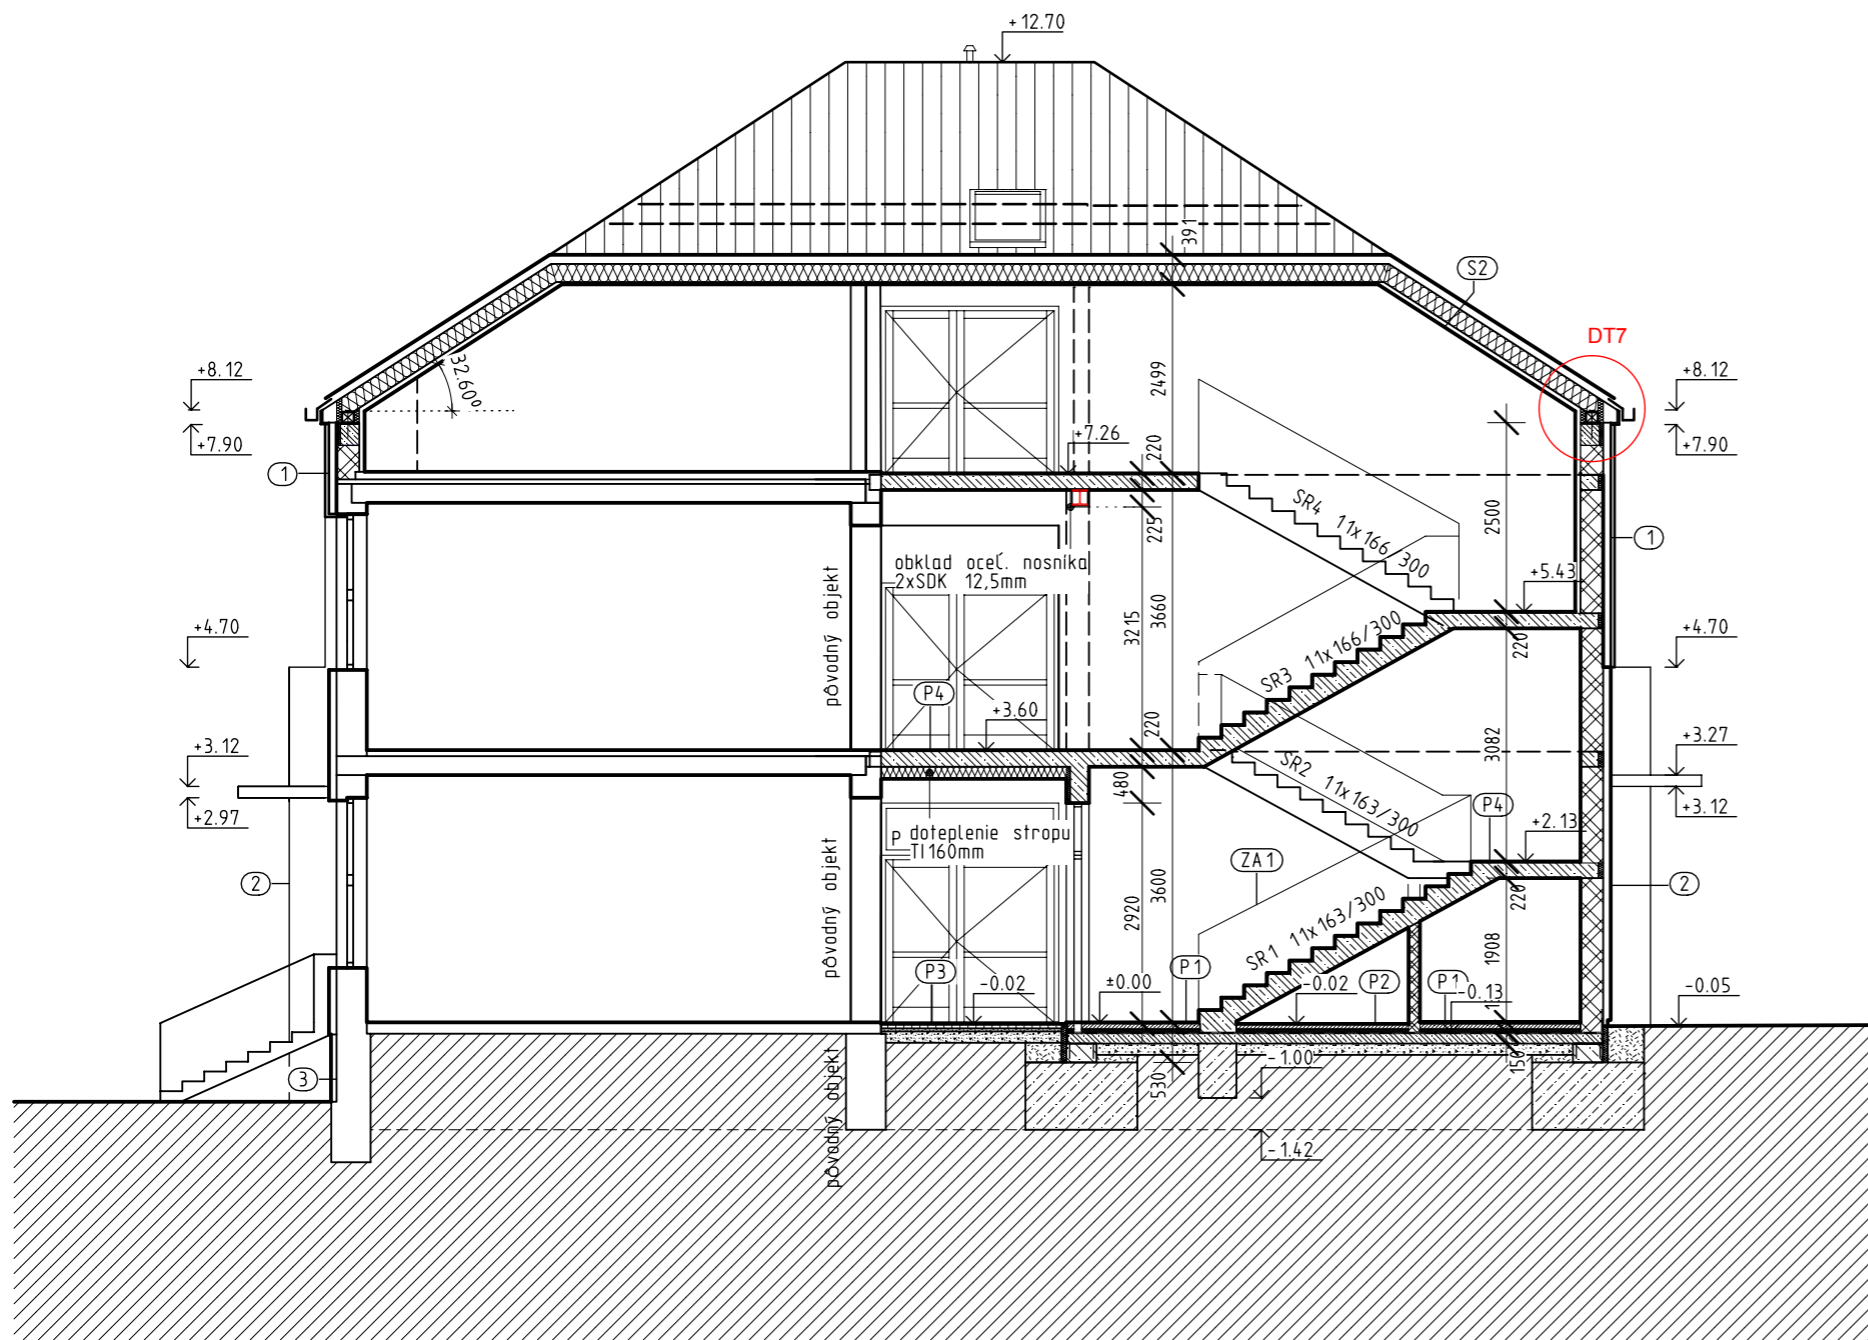 +12.70
391
S2
DT7
32.60°
+8.12
+7.90
+8.12
+7.90
2499
+7.26
220
1
SR4 11x166/300
2500
1
225
obklad oceľ. nosníka
2xSDK 12,5mm
pôvodný objekt
+5.43
3215
3660
SR3 11x166/300
220
+4.70
+4.70
P4
+3.60
220
+3.12
+2.97
+3.27
+3.12
3082
480
SR2 11x163/300
P4
+2.13
P doteplenie stropu
TI160mm
pôvodný objekt
ZA1
2
2
220
2920
3600
SR1 11x163/300
1908
P3
-0.02
±0.00
P1
-0.02
P2
P1
-0.13
-0.05
3
pôvodný objekt
530
-1.00
150
-1.42